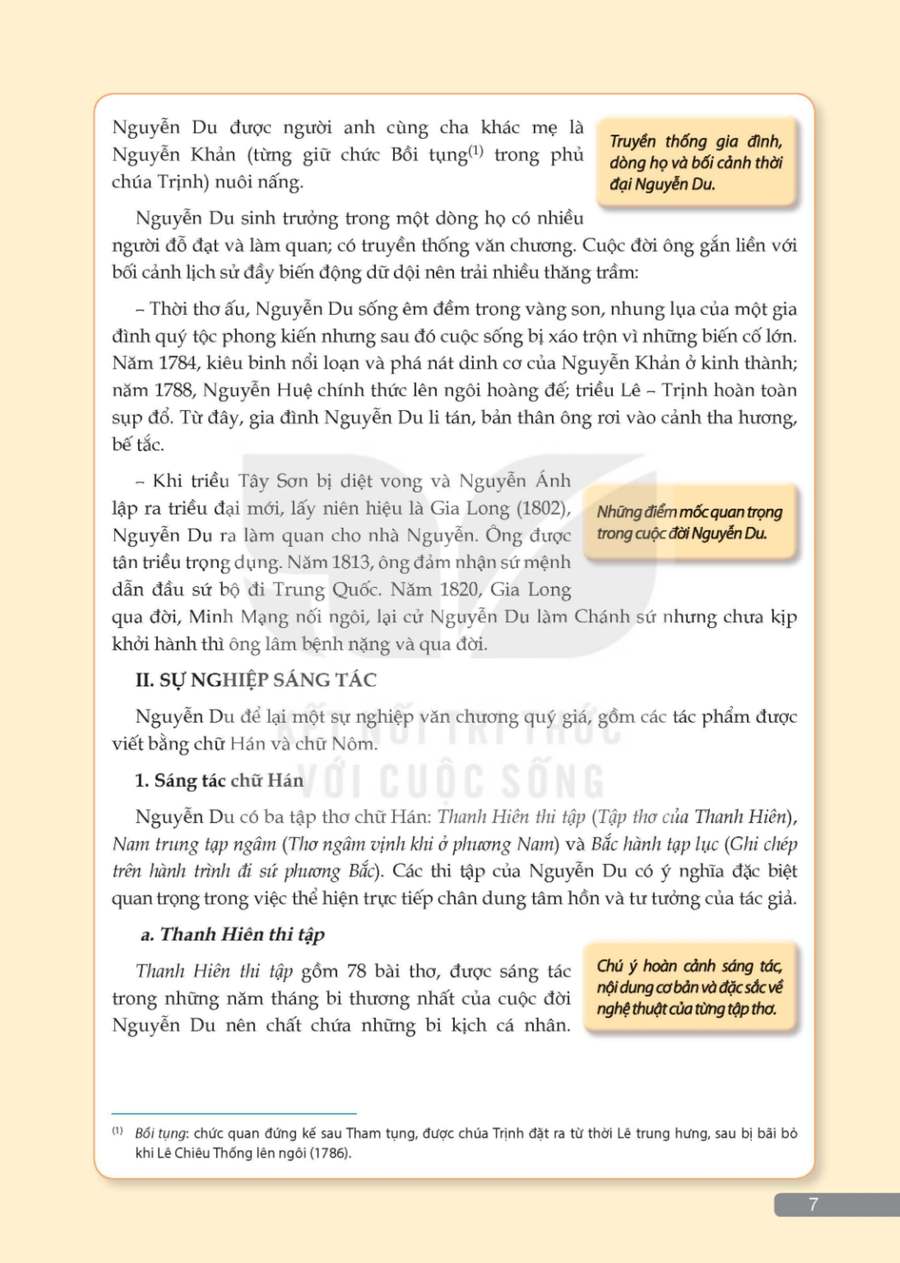 Nguyễn Du được người anh cùng cha khác mẹ là
Nguyễn Khản (từng giữ chức Bồi tụng(1) trong phủ
chúa Trịnh) nuôi nấng.
Truyền thống gia đình,
dòng họ và bối cảnh thời
đại Nguyễn Du.
Nguyễn Du sinh trưởng trong một dòng họ có nhiều
người đỗ đạt và làm quan; có truyền thống văn chương. Cuộc đời ông gắn liền với
bối cảnh lịch sử đầy biến động dữ dội nên trải nhiều thăng trầm:
– Thời thơ ấu, Nguyễn Du sống êm đềm trong vàng son, nhung lụa của một gia
đình quý tộc phong kiến nhưng sau đó cuộc sống bị xáo trộn vì những biến cố lớn.
Năm 1784, kiêu binh nổi loạn và phá nát dinh cơ của Nguyễn Khản ở kinh thành;
năm 1788, Nguyễn Huệ chính thức lên ngôi hoàng đế; triều Lê – Trịnh hoàn toàn
sụp đổ. Từ đây, gia đình Nguyễn Du li tán, bản thân ông rơi vào cảnh tha hương,
bế tắc.
– Khi triều Tây Sơn bị diệt vong và Nguyễn Ánh
lập ra triều đại mới, lấy niên hiệu là Gia Long (1802),
Nguyễn Du ra làm quan cho nhà Nguyễn. Ông được
tân triều trọng dụng. Năm 1813, ông đảm nhận sứ mệnh
dẫn đầu sứ bộ đi Trung Quốc. Năm 1820, Gia Long
qua đời, Minh Mạng nối ngôi, lại cử Nguyễn Du làm Chánh sứ nhưng chưa kịp
khởi hành thì ông lâm bệnh nặng và qua đời.
Những điểm mốc quan trọng
trong cuộc đời Nguyễn Du.
II. SỰ NGHIỆP SÁNG TÁC
Nguyễn Du để lại một sự nghiệp văn chương quý giá, gồm các tác phẩm được
viết bằng chữ Hán và chữ Nôm.
KẾT NỐI TRI THỨC
VỚI CUỘC SỐNG
1. Sáng tác chữ Hán
Nguyễn Du có ba tập thơ chữ Hán: Thanh Hiên thi tập (Tập thơ của Thanh Hiên),
Nam trung tạp ngâm (Thơ ngâm vịnh khi ở phương Nam) và Bắc hành tạp lục (Ghi chép
trên hành trình đi sứ phương Bắc). Các thi tập của Nguyễn Du có ý nghĩa đặc biệt
quan trọng trong việc thể hiện trực tiếp chân dung tâm hồn và tư tưởng của tác giả.
a. Thanh Hiên thi tập
Thanh Hiên thi tập gồm 78 bài thơ, được sáng tác
trong những năm tháng bi thương nhất của cuộc đời
Nguyễn Du nên chất chứa những bi kịch cá nhân.
Chú ý hoàn cảnh sáng tác,
nội dung cơ bản và đặc sắc về
nghệ thuật của từng tập thơ.
(1) Bồi tụng: chức quan đứng kế sau Tham tụng, được chúa Trịnh đặt ra từ thời Lê trung hưng, sau bị bãi bỏ
khi Lê Chiêu Thống lên ngôi (1786).
7